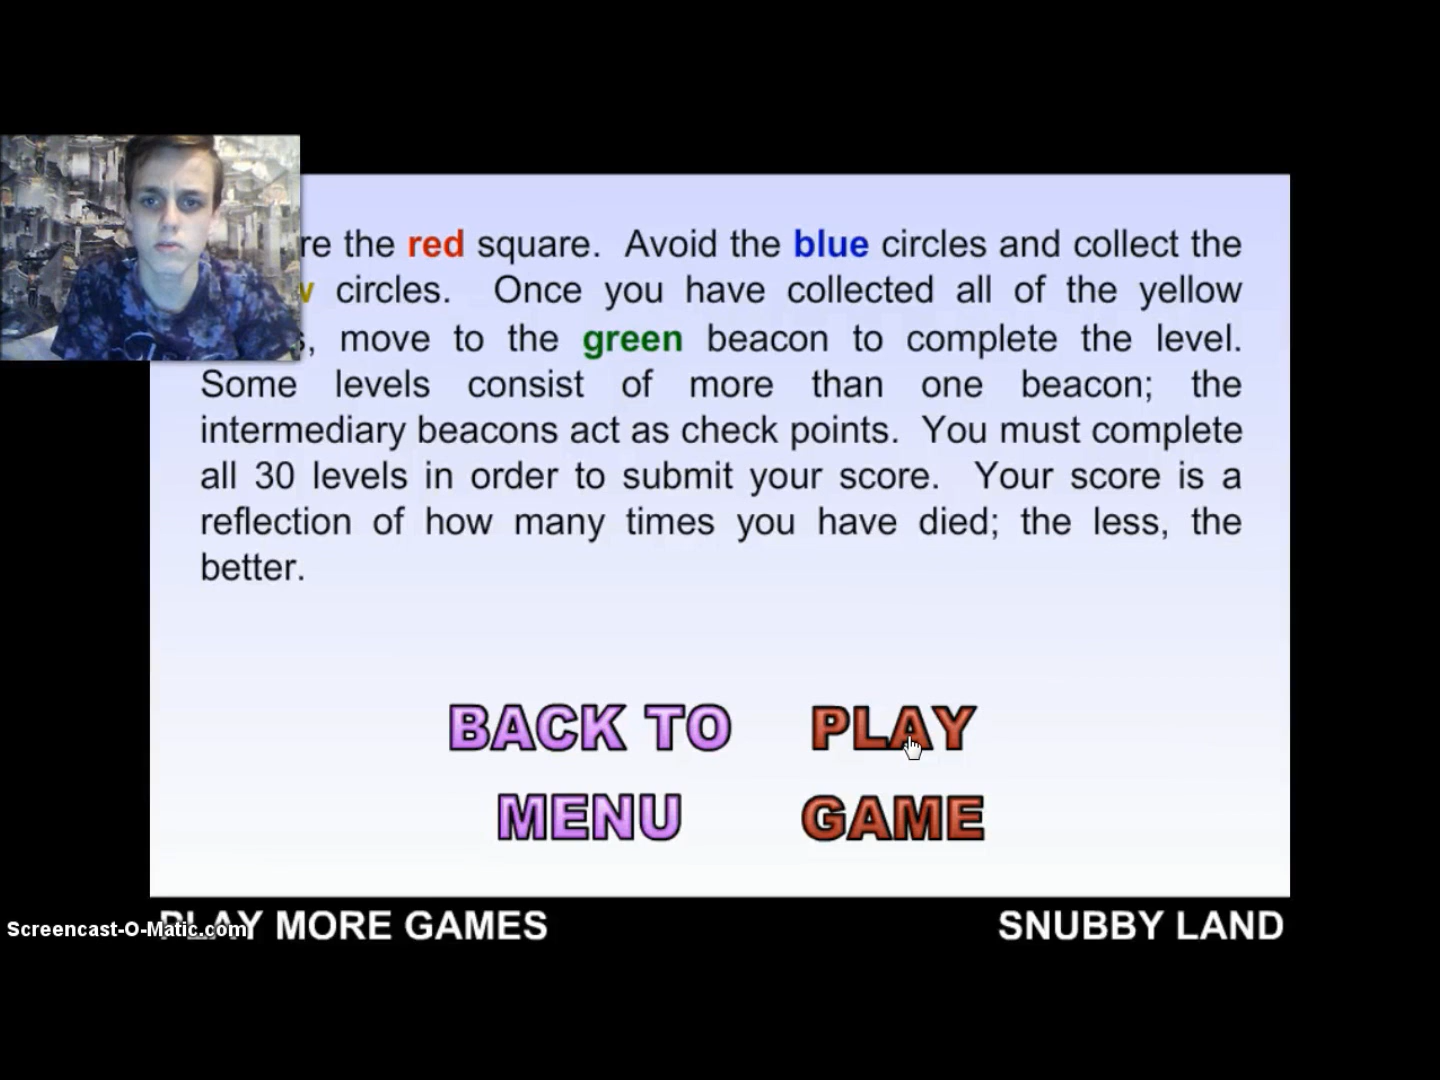 re the red square. Avoid the blue circles and collect the
w circles. Once you have collected all of the yellow
s, move to the green beacon to complete the level.
Some levels consist of more than one beacon; the
intermediary beacons act as check points. You must complete
all 30 levels in order to submit your score. Your score is a
reflection of how many times you have died; the less, the
better.
BACK TO
MENU
PLAY
GAME
Screencast-O-Matic.com
PLAY MORE GAMES
SNUBBY LAND